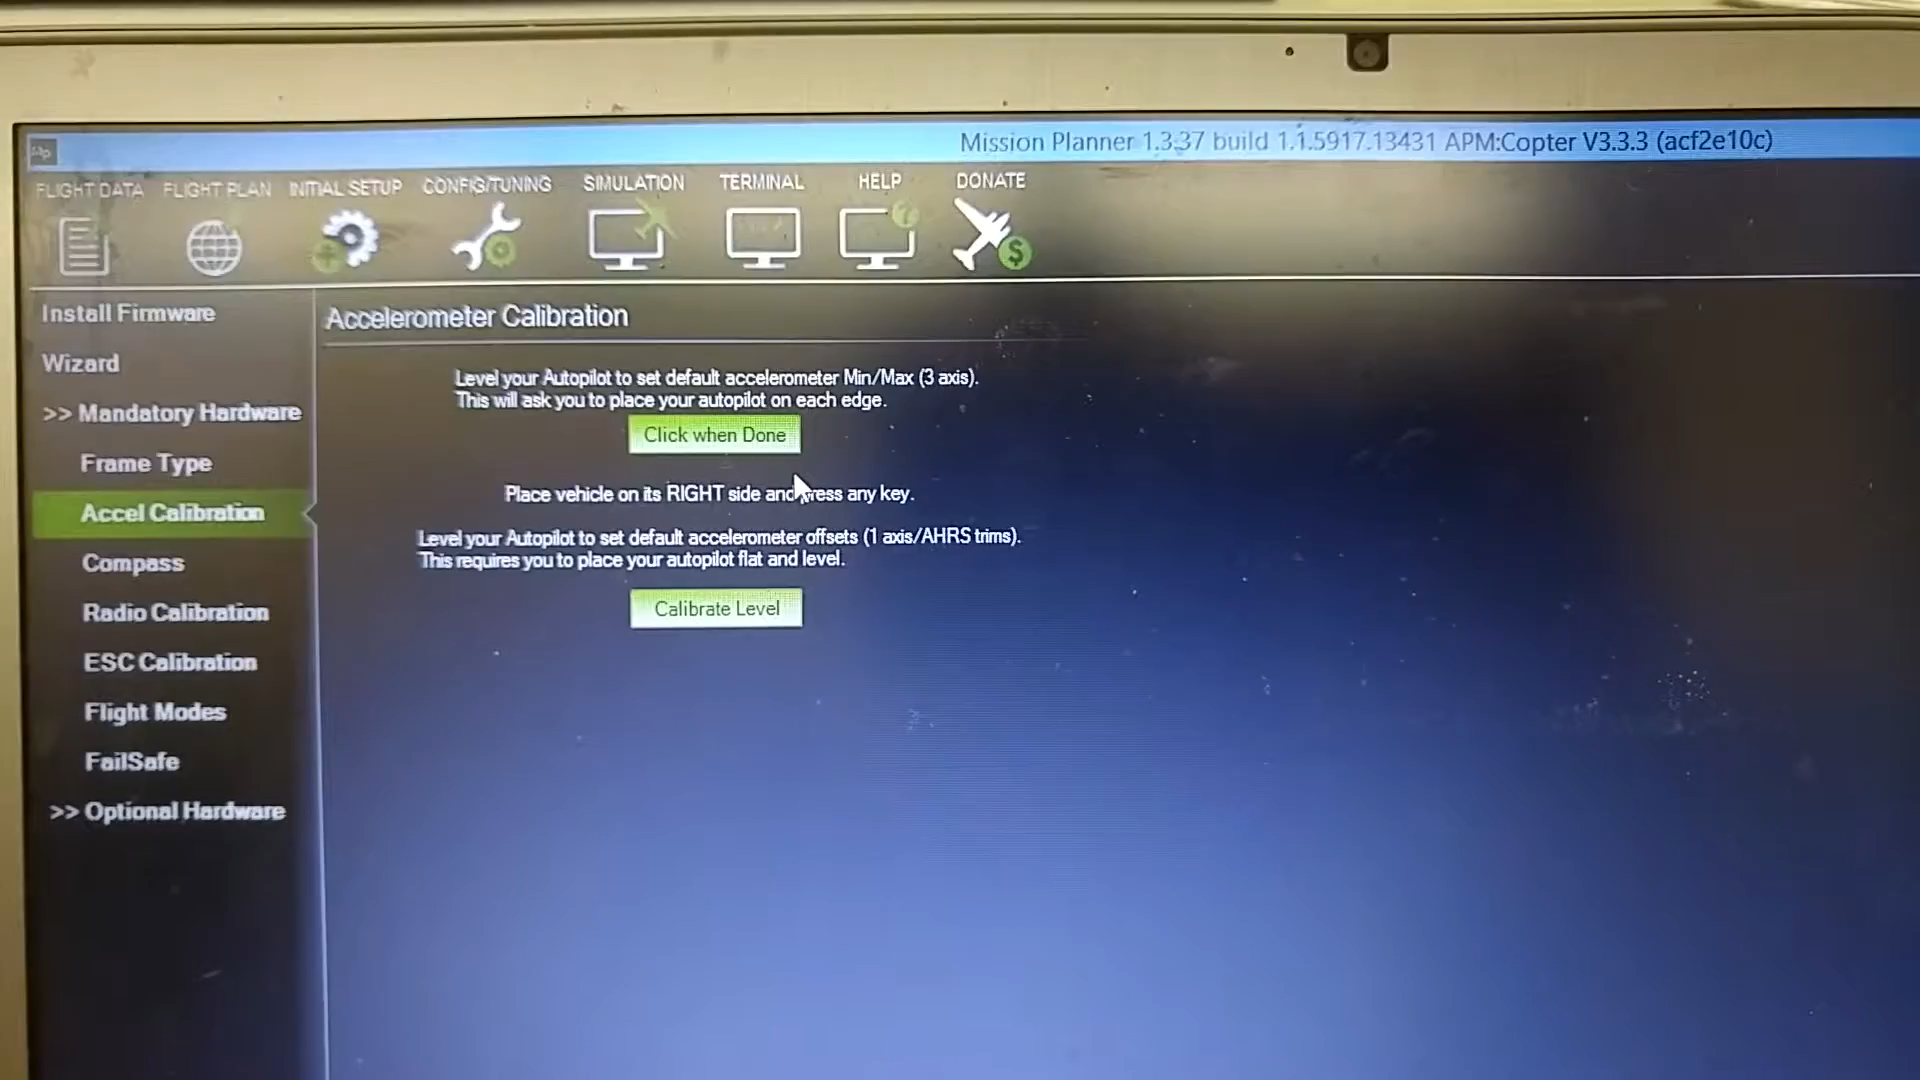 Mp
Mission Planner 1.3.37 build 1.1.5917.13431 APM:Copter V3.3.3 (acf2e10c)
FLIGHT DATA
FLIGHT PLAN
INITIAL SETUP
CONFIG/TUNING
SIMULATION
TERMINAL
HELP
DONATE
?
$
Install Firmware
Wizard
>> Mandatory Hardware
Frame Type
Accel Calibration
Compass
Radio Calibration
ESC Calibration
Flight Modes
FailSafe
>> Optional Hardware
Accelerometer Calibration
Level your Autopilot to set default accelerometer Min/Max (3 axis).
This will ask you to place your autopilot on each edge.
Click when Done
Place vehicle on its RIGHT side and press any key.
Level your Autopilot to set default accelerometer offsets (1 axis/AHRS trims).
This requires you to place your autopilot flat and level.
Calibrate Level